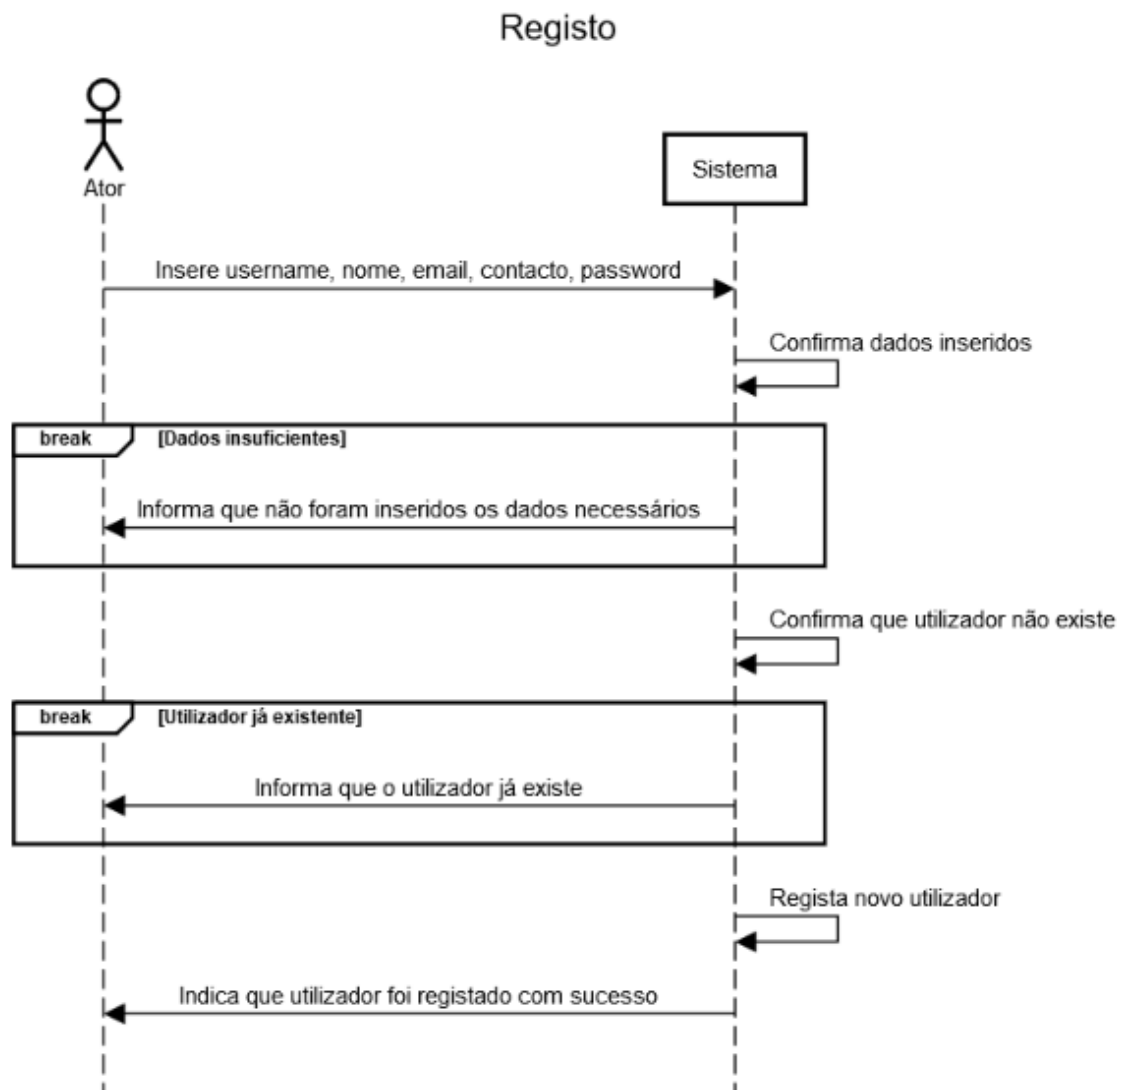 Registo
Ator
Sistema
Insere username, nome, email, contacto, password
Confirma dados inseridos
break [Dados insuficientes]
Informa que não foram inseridos os dados necessários
Confirma que utilizador não existe
break [Utilizador já existente]
Informa que o utilizador já existe
Regista novo utilizador
Indica que utilizador foi registado com sucesso